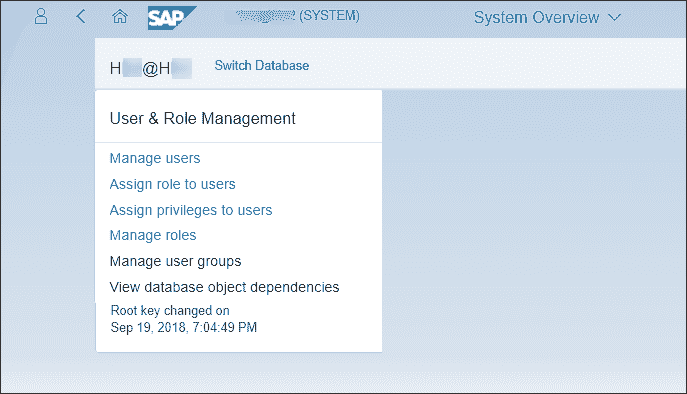 SAP (SYSTEM) System Overview
H @H Switch Database
User & Role Management
Manage users
Assign role to users
Assign privileges to users
Manage roles
Manage user groups
View database object dependencies
Root key changed on
Sep 19, 2018, 7:04:49 PM